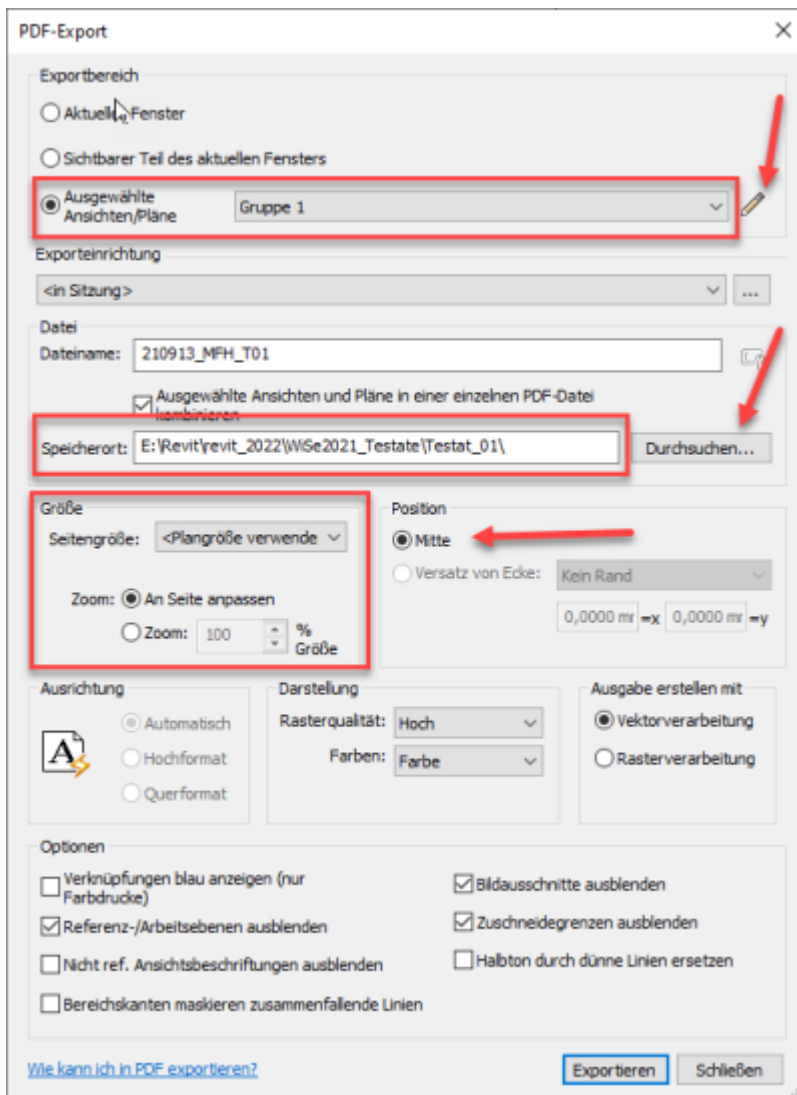 PDF-Export
Exportbereich
Aktuelles Fenster
Sichtbarer Teil des aktuellen Fensters
Ausgewählte
Ansichten/Pläne
Gruppe 1
Exporteinrichtung
<in Sitzung>
...
Datei
Dateiname: 210913_MFH_T01
Ausgewählte Ansichten und Pläne in einer einzelnen PDF-Datei
kombinieren
Speicherort: E:\Revit\revit_2022\WiSe2021_Testate\Testat_01\ Durchsuchen...
Größe
Seitengröße: <Plangröße verwende
Zoom: An Seite anpassen
Zoom: 100 %
Größe
Position
Mitte
Versatz von Ecke: Kein Rand
0,0000 mr =x 0,0000 mr =y
Ausrichtung
A
Automatisch
Hochformat
Querformat
Darstellung
Rasterqualität: Hoch
Farben: Farbe
Ausgabe erstellen mit
Vektorverarbeitung
Rasterverarbeitung
Optionen
Verknüpfungen blau anzeigen (nur
Farbdrucke)
Referenz-/Arbeitsebenen ausblenden
Nicht ref. Ansichtsbeschriftungen ausblenden
Bereichskanten maskieren zusammenfallende Linien
Bildausschnitte ausblenden
Zuschneidegrenzen ausblenden
Halbton durch dünne Linien ersetzen
Wie kann ich in PDF exportieren?
Exportieren
Schließen